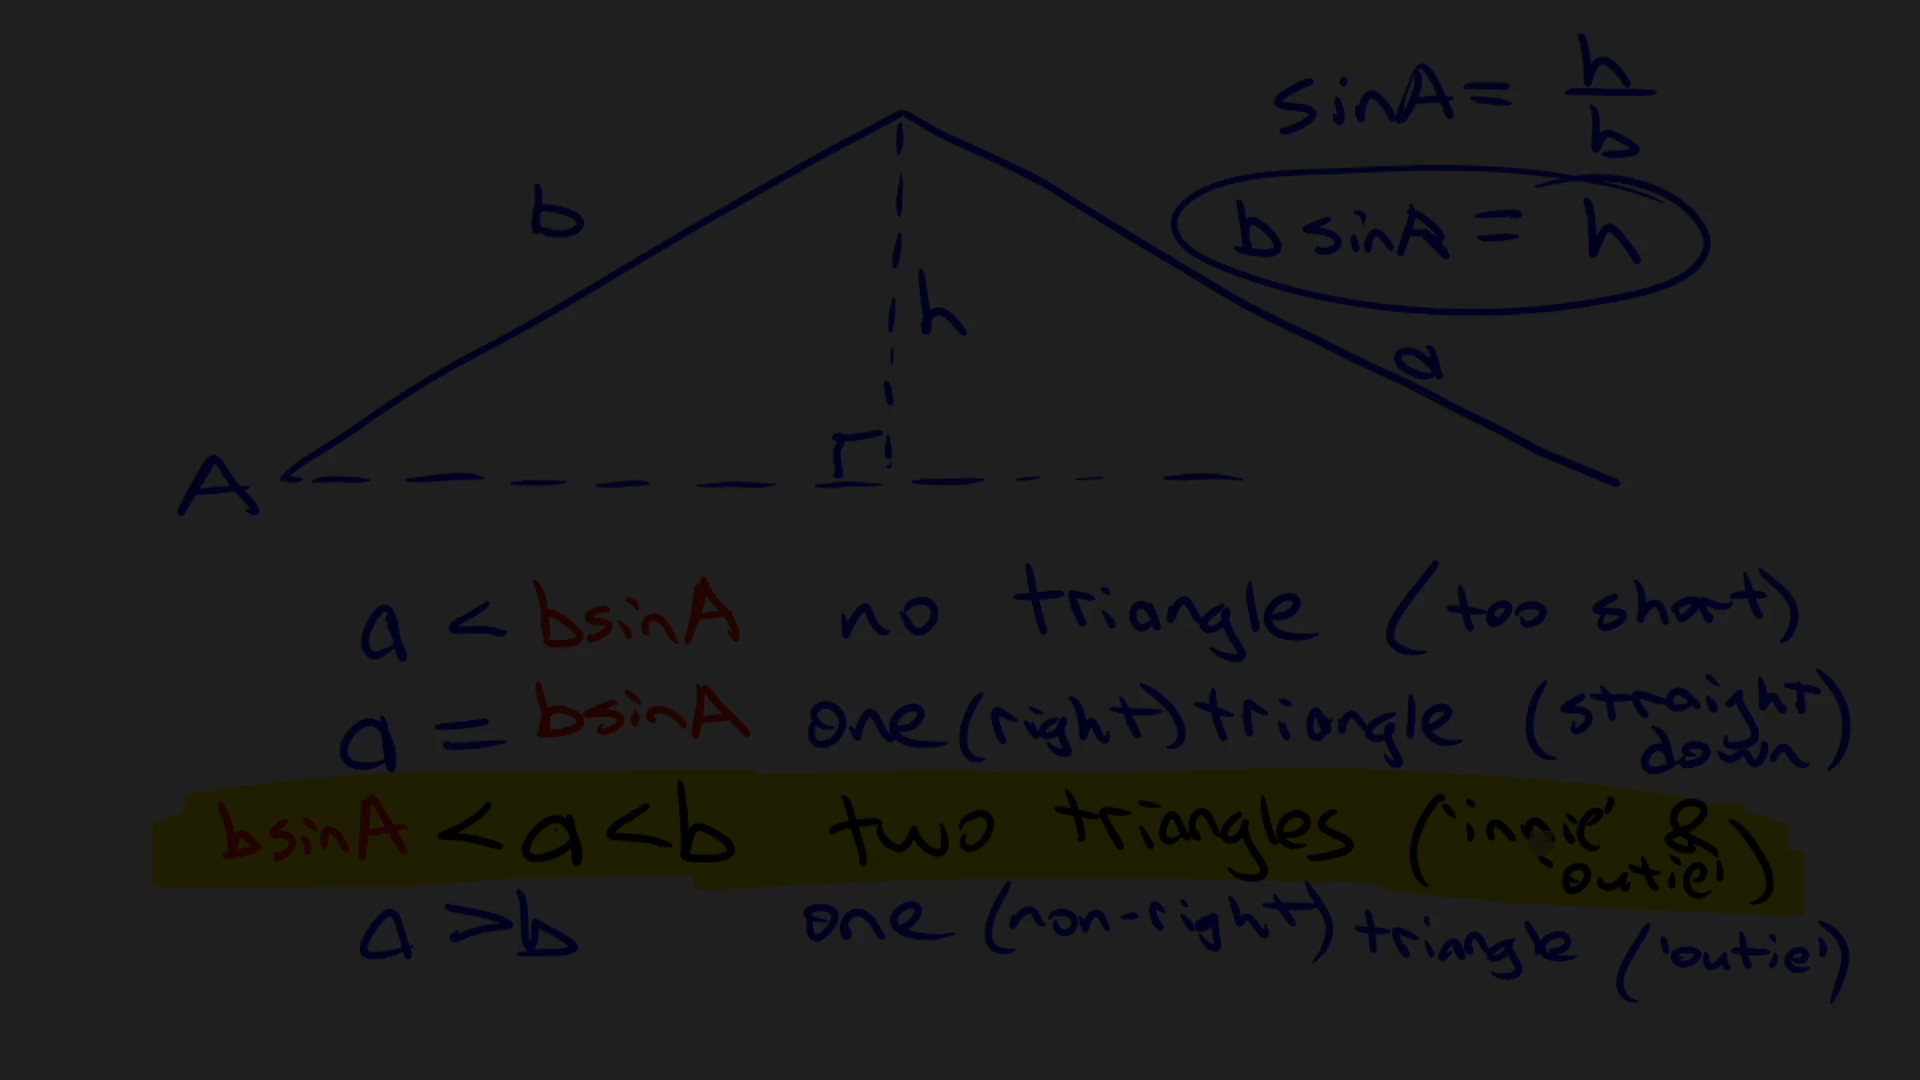 sinA = h/b
b sinA = h
b
h
a
A
a < bsinA no triangle (too short)
a = bsinA one (right) triangle (straight down)
bsinA < a < b two triangles ('innie' & 'outie')
a > b one (non-right) triangle ('outie')